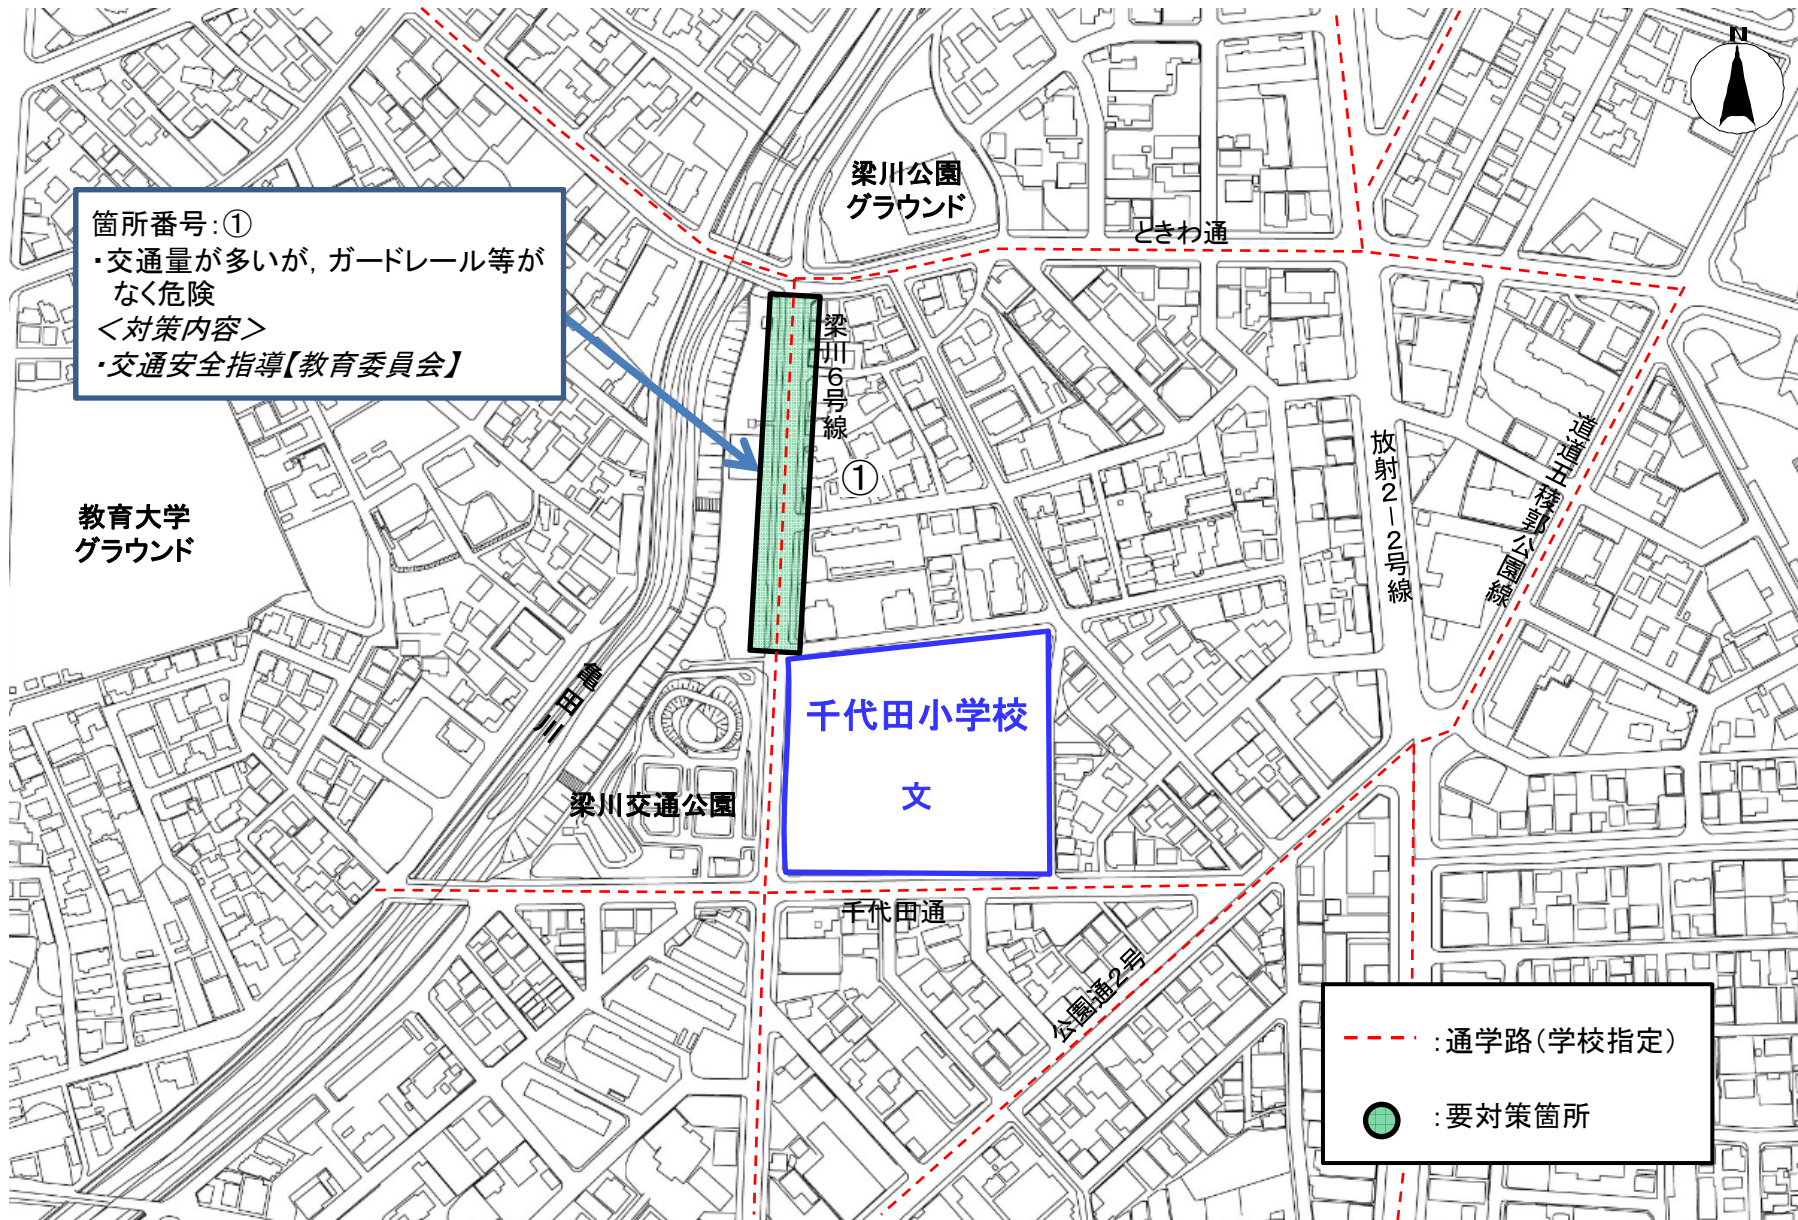 N
梁川公園
グラウンド
ときわ通
箇所番号：①
・交通量が多いが，ガードレール等が
なく危険
＜対策内容＞
・交通安全指導【教育委員会】
梁川６号線
①
放射２－２号線
道道五稜郭公園線
教育大学
グラウンド
亀田川
千代田小学校
文
梁川交通公園
千代田通
公園通２号
：通学路（学校指定）
：要対策箇所